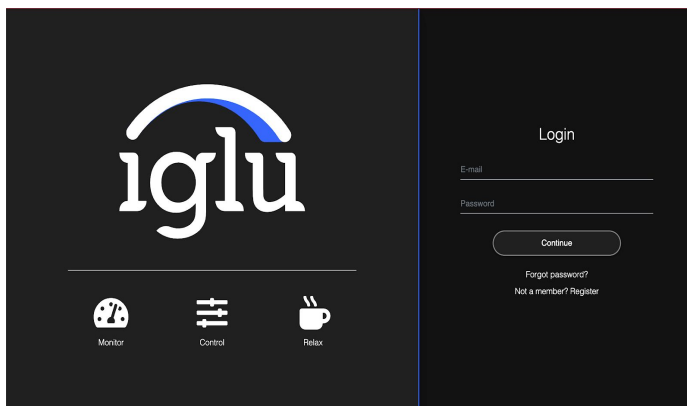 iglu
Monitor
Control
Relax
Login
E-mail
Password
Continue
Forgot password?
Not a member? Register